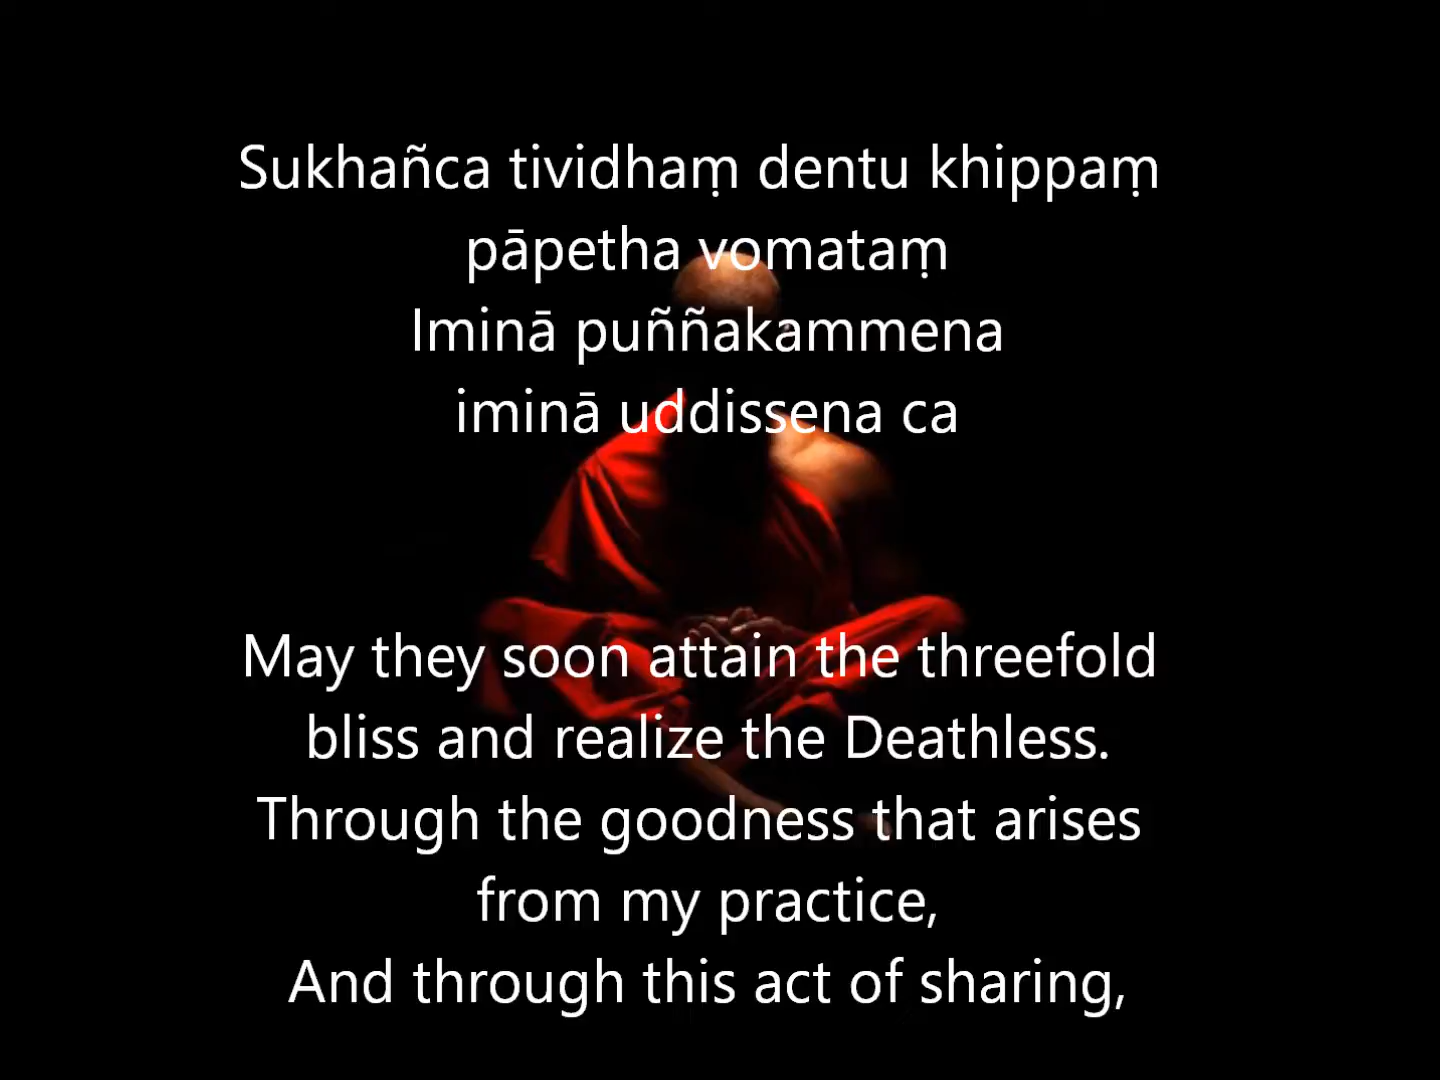 Sukhañca tividhaṃ dentu khippaṃ
pāpetha vomataṃ
Iminā puññakammena
iminā uddissena ca
May they soon attain the threefold
bliss and realize the Deathless.
Through the goodness that arises
from my practice,
And through this act of sharing,